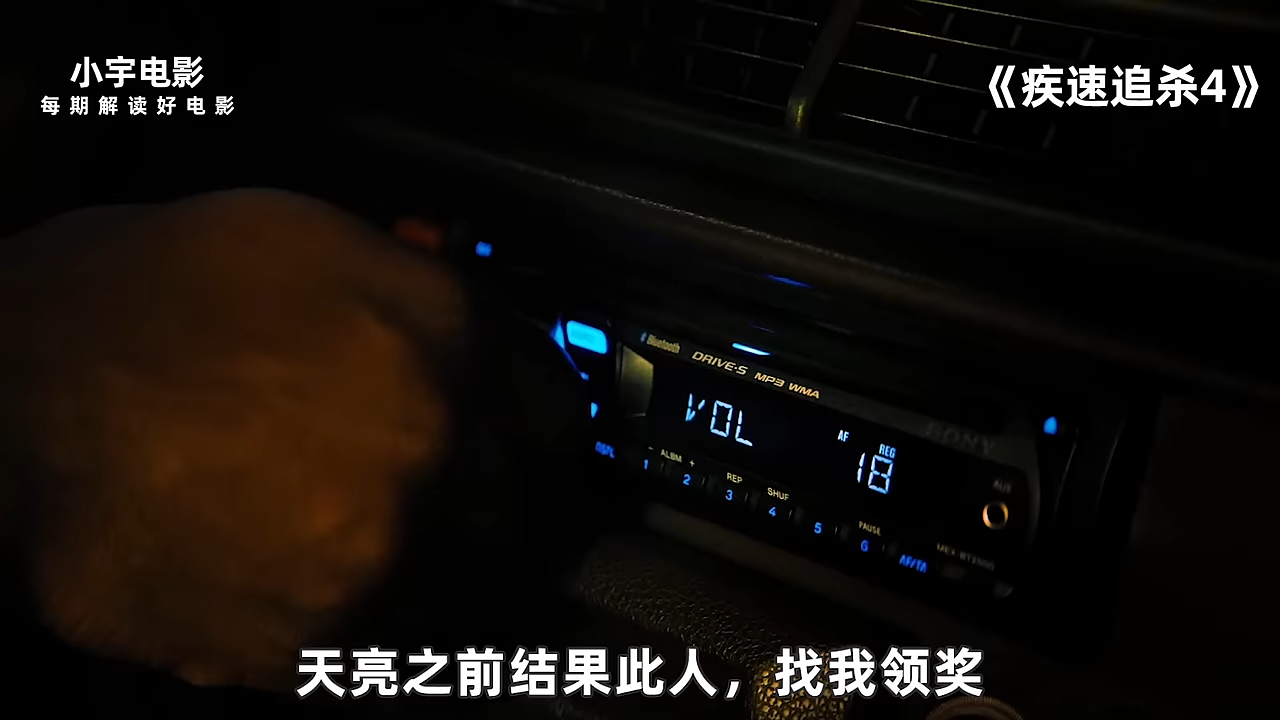 小宇电影
每期解读好电影
《疾速追杀4》
Bluetooth
DRIVE·S MP3 WMA
SONY
VOL
AF
REG
18
- ALBM +
REP
SHUF
PAUSE
AUX
1
2
3
4
5
6
AF/TA
天亮之前结果此人，找我领奖